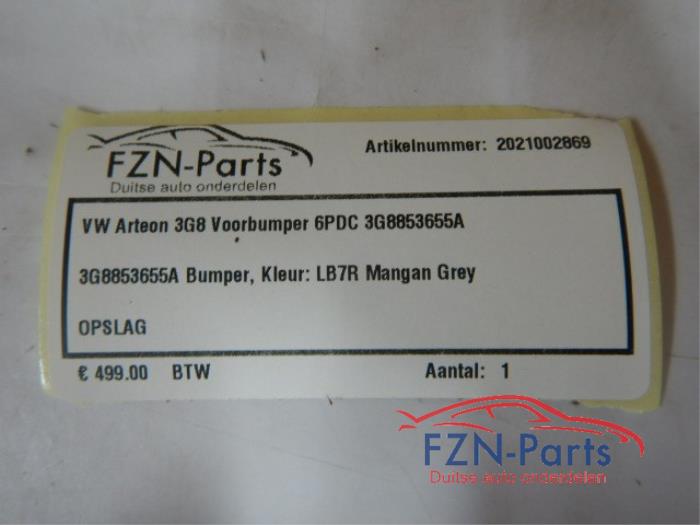 FZN-Parts
Duitse auto onderdelen
Artikelnummer: 2021002869
VW Arteon 3G8 Voorbumper 6PDC 3G8853655A
3G8853655A Bumper, Kleur: LB7R Mangan Grey
OPSLAG
€ 499.00 BTW
Aantal: 1
FZN-Parts
Duitse auto onderdelen